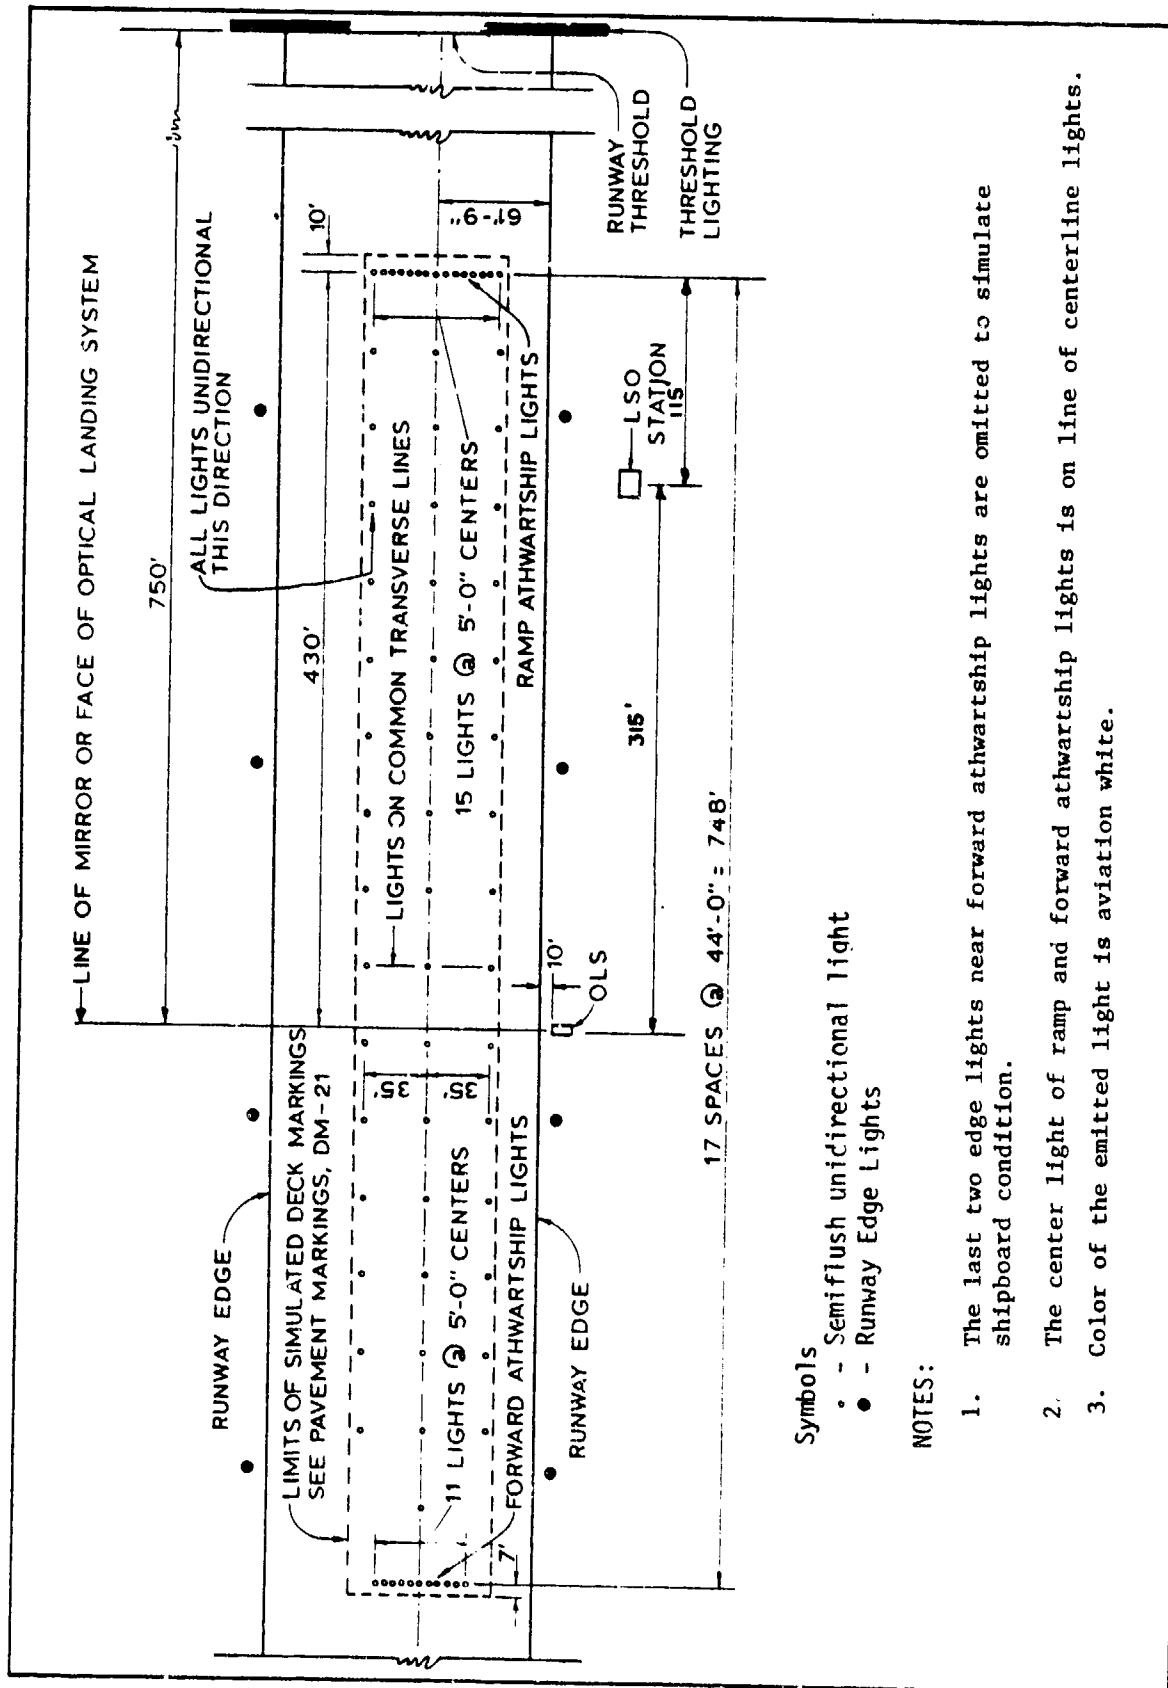 LINE OF MIRROR OR FACE OF OPTICAL LANDING SYSTEM
750'
ALL LIGHTS UNIDIRECTIONAL
THIS DIRECTION
10'
430'
RUNWAY EDGE
LIMITS OF SIMULATED DECK MARKINGS
SEE PAVEMENT MARKINGS, DM-21
LIGHTS ON COMMON TRANSVERSE LINES
35'
35'
61'-9"
11 LIGHTS @ 5'-0" CENTERS
15 LIGHTS @ 5'-0" CENTERS
7'
FORWARD ATHWARTSHIP LIGHTS
RAMP ATHWARTSHIP LIGHTS
10'
OLS
RUNWAY EDGE
RUNWAY
THRESHOLD
THRESHOLD
LIGHTING
LSO
STATION
115
315'
17 SPACES @ 44'-0" = 748'
Symbols
- Semiflush unidirectional light
- Runway Edge Lights
NOTES:
1. The last two edge lights near forward athwartship lights are omitted to simulate
shipboard condition.
2. The center light of ramp and forward athwartship lights is on line of centerline lights.
3. Color of the emitted light is aviation white.